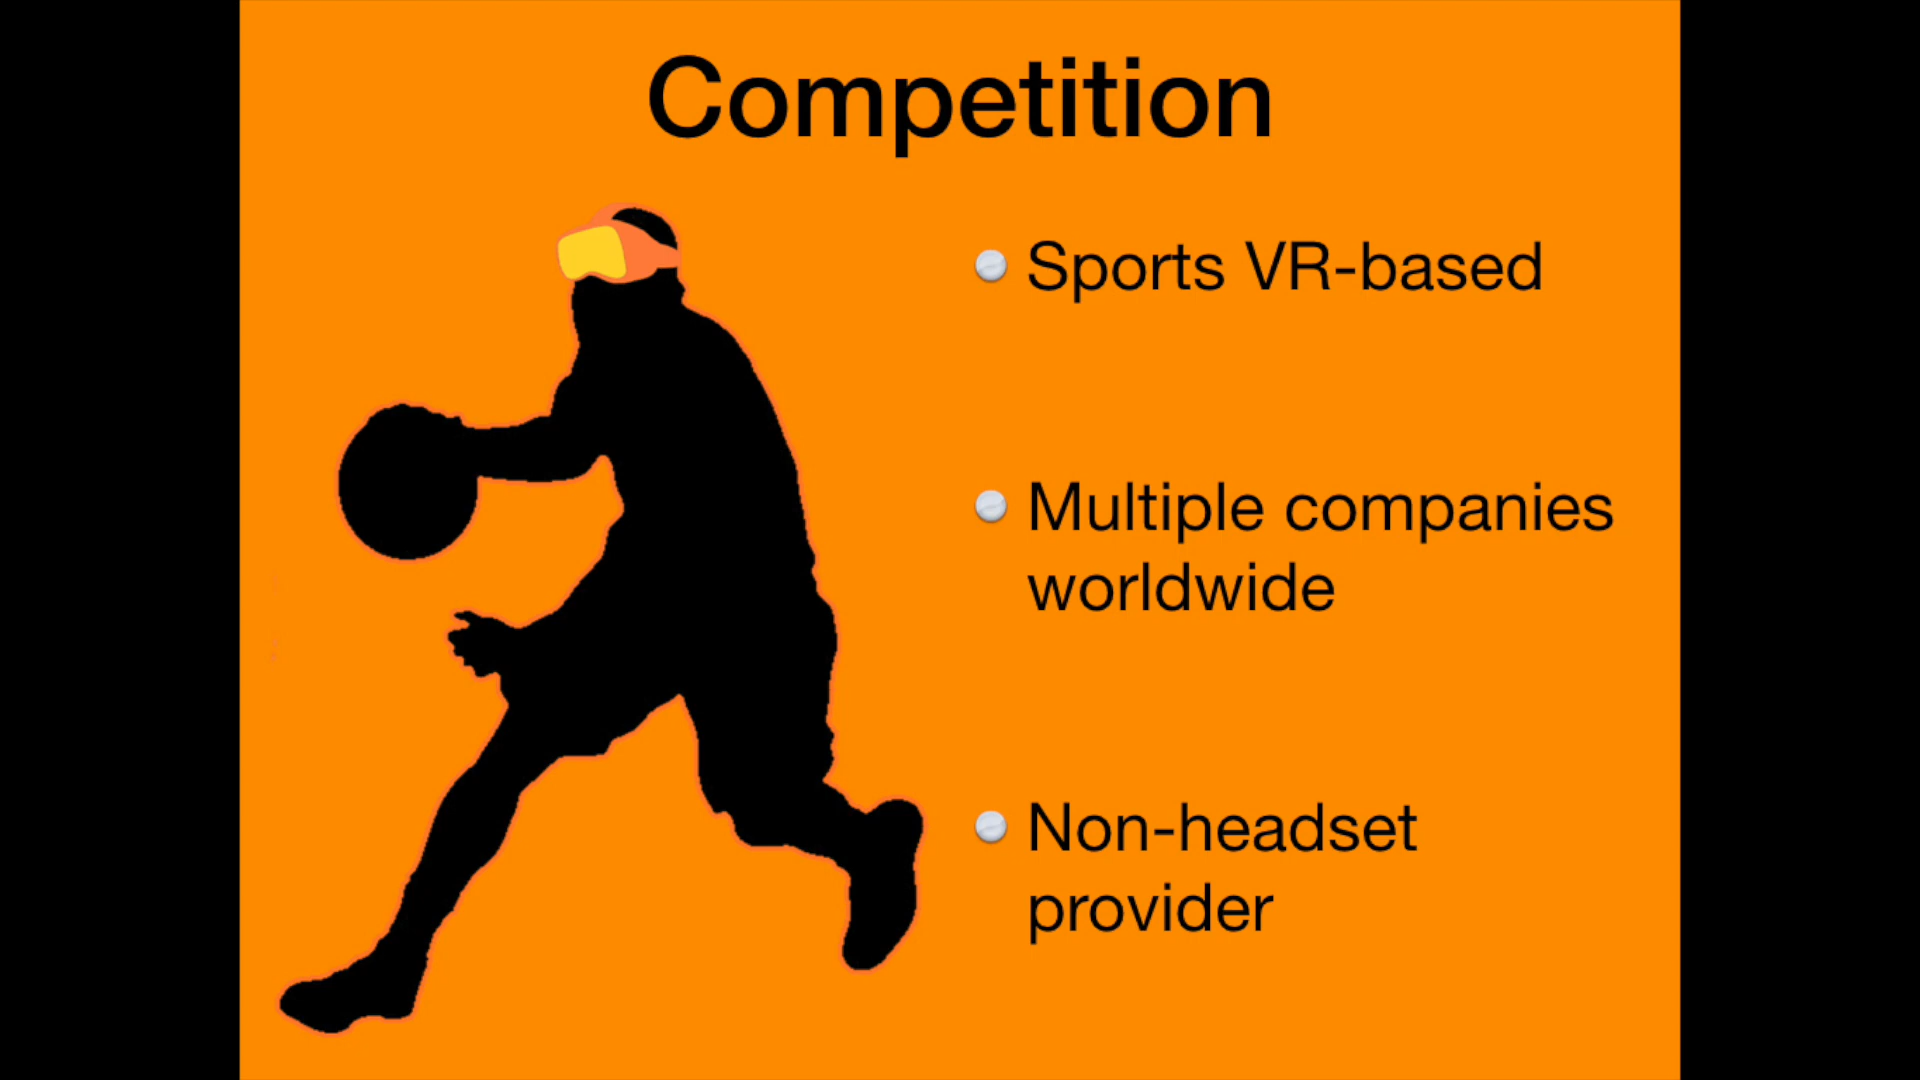 Competition
Sports VR-based
Multiple companies
worldwide
Non-headset
provider